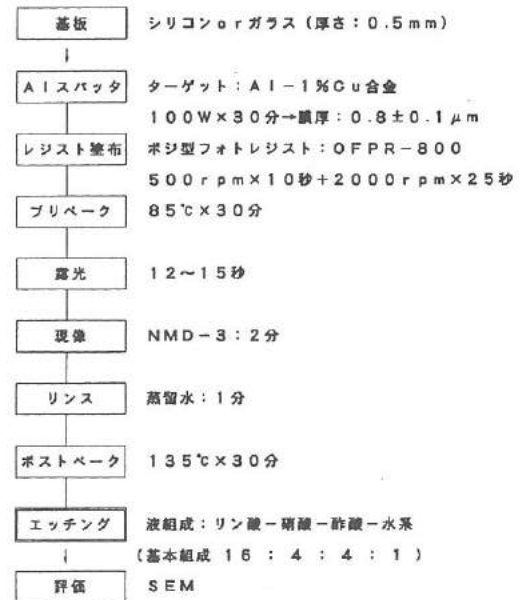 基板 シリコンorガラス(厚さ:0.5mm)
Alスパッタ ターゲット:Al-1%Cu合金
100W×30分→膜厚:0.8±0.1μm
レジスト塗布 ポジ型フォトレジスト:OFPR-800
500rpm×10秒+2000rpm×25秒
プリベーク 85℃×30分
露光 12~15秒
現像 NMD-3:2分
リンス 蒸留水:1分
ポストベーク 135℃×30分
エッチング 液組成:リン酸-硝酸-酢酸-水系
(基本組成 16:4:4:1)
評価 SEM